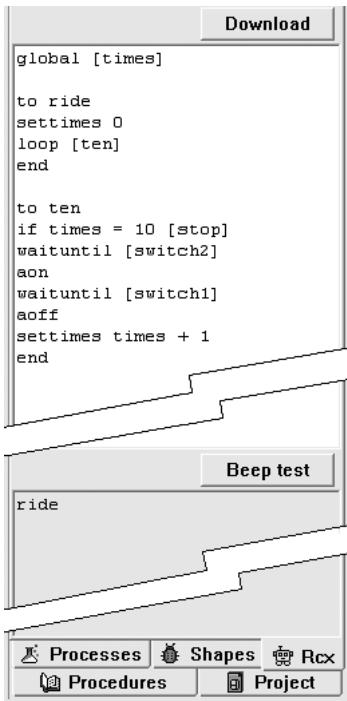 Download
global [times]
to ride
settimes 0
loop [ten]
end
to ten
if times = 10 [stop]
waituntil [switch2]
aon
waituntil [switch1]
aoff
settimes times + 1
end
Beep test
ride
Processes Shapes Rcx
Procedures Project